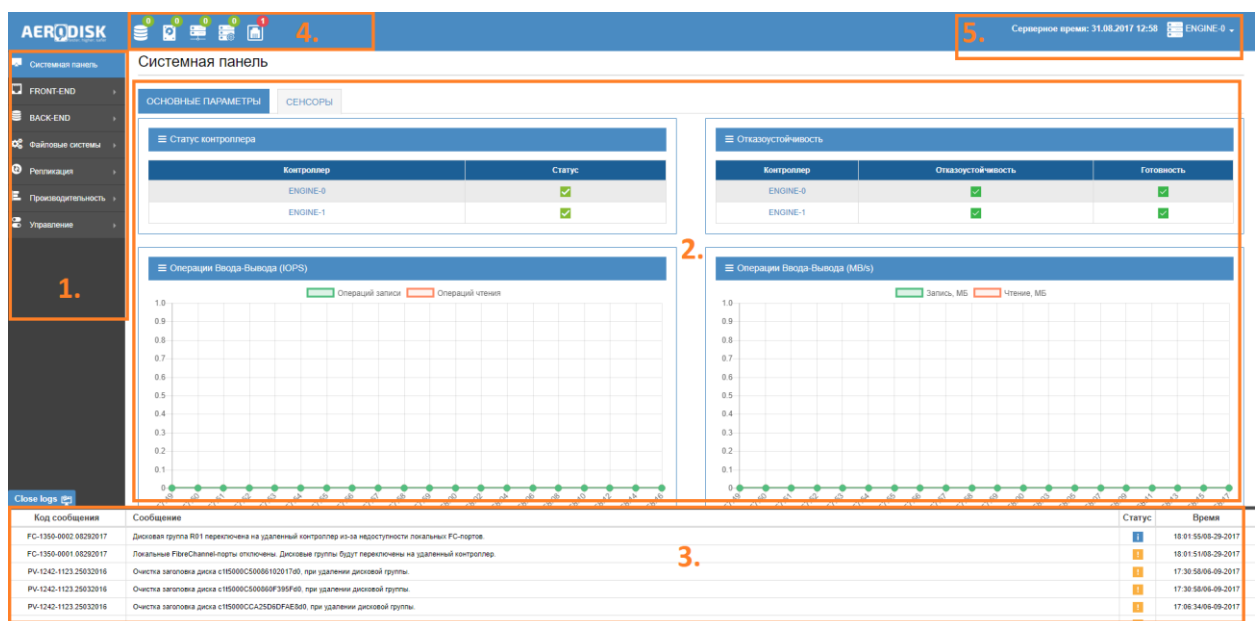 0 0 0 0 1
AERODISK
4.
5.
Серверное время: 31.08.2017 12:58 ENGINE-0
Системная панель
FRONT-END
BACK-END
Файловые системы
Репликация
Производительность
Управление
1.
Системная панель
ОСНОВНЫЕ ПАРАМЕТРЫ СЕНСОРЫ
Статус контроллера
Контроллер Статус
ENGINE-0
ENGINE-1
Отказоустойчивость
Контроллер Отказоустойчивость Готовность
ENGINE-0
ENGINE-1
2.
Операции Ввода-Вывода (IOPS)
Операций записи Операций чтения
1.0
0.9
0.8
0.7
0.6
0.5
0.4
0.3
0.2
0.1
0
Операции Ввода-Вывода (MB/s)
Запись, МБ Чтение, МБ
1.0
0.9
0.8
0.7
0.6
0.5
0.4
0.3
0.2
0.1
0
Close logs
Код сообщения Сообщение Статус Время
FC-1350-0002.08292017 Дисковая группа R01 переключена на удаленный контроллер из-за недоступности локальных FC-портов. 18:01:55/08-29-2017
FC-1350-0001.08292017 Локальные FibreChannel-порты отключены. Дисковые группы будут переключены на удаленный контроллер. 18:01:51/08-29-2017
PV-1242-1123.25032016 Очистка заголовка диска c1t5000C50086102017d0, при удалении дисковой группы. 17:30:58/06-09-2017
PV-1242-1123.25032016 Очистка заголовка диска c1t5000C500860F395Fd0, при удалении дисковой группы. 17:30:58/06-09-2017
PV-1242-1123.25032016 Очистка заголовка диска c1t5000CCA25D6DFAE8d0, при удалении дисковой группы. 17:06:34/06-09-2017
3.